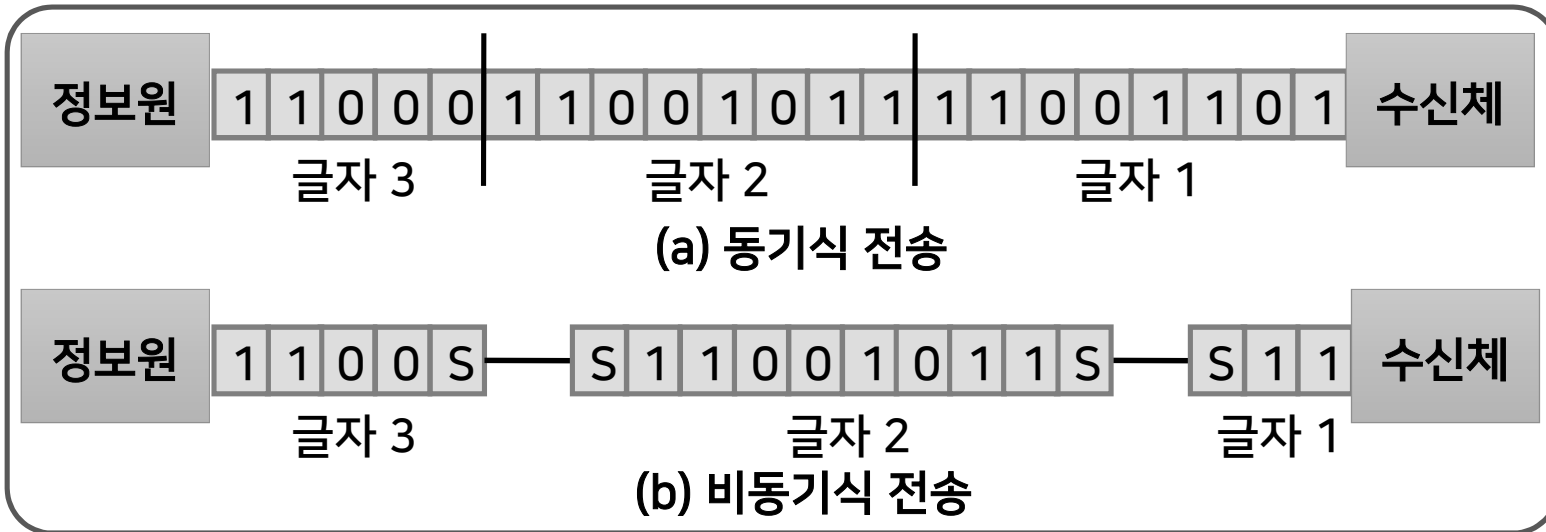 정보원 1 1 0 0 0 1 1 0 0 1 0 1 1 1 1 0 0 1 1 0 1 수신체
글자 3 글자 2 글자 1
(a) 동기식 전송
정보원 1 1 0 0 S S 1 1 0 0 1 0 1 1 S S 1 1 수신체
글자 3 글자 2 글자 1
(b) 비동기식 전송